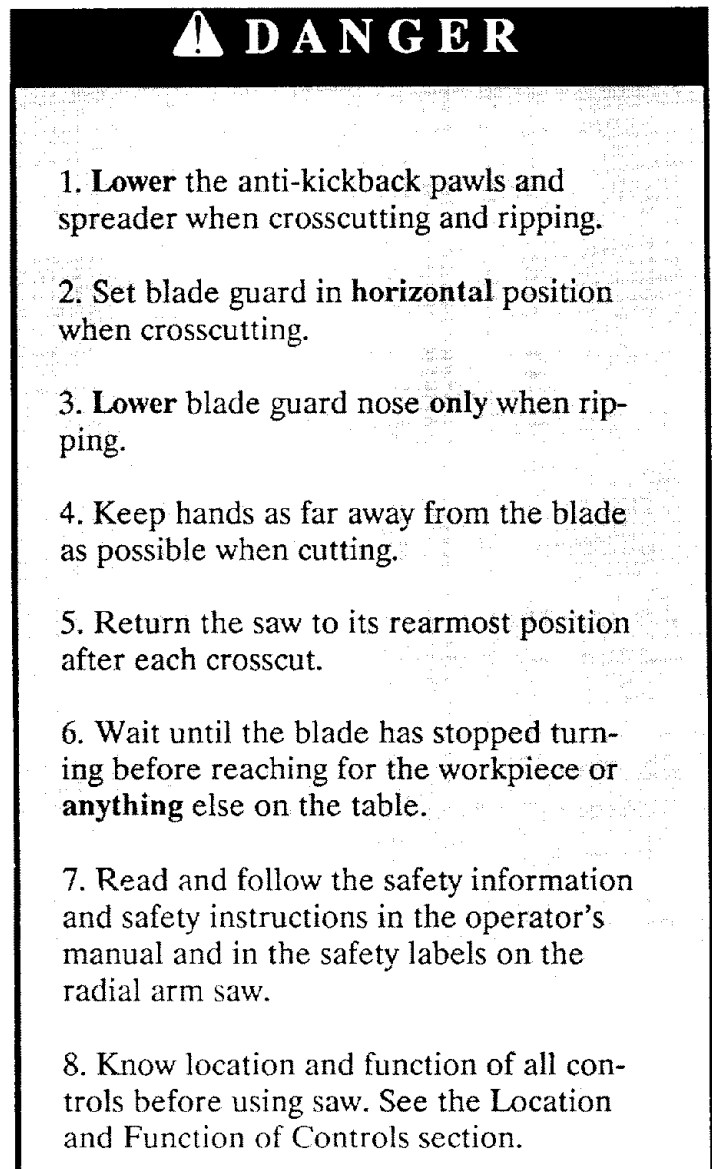 DANGER
1. Lower the anti-kickback pawls and
spreader when crosscutting and ripping.
2. Set blade guard in horizontal position
when crosscutting.
3. Lower blade guard nose only when rip-
ping.
4. Keep hands as far away from the blade
as possible when cutting.
5. Return the saw to its rearmost position
after each crosscut.
6. Wait until the blade has stopped turn-
ing before reaching for the workpiece or
anything else on the table.
7. Read and follow the safety information
and safety instructions in the operator's
manual and in the safety labels on the
radial arm saw.
8. Know location and function of all con-
trols before using saw. See the Location
and Function of Controls section.